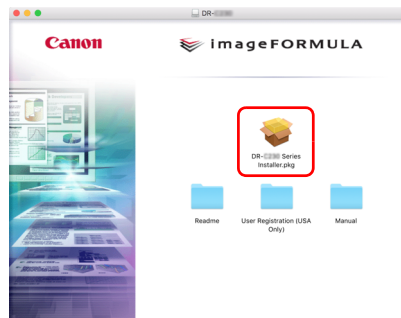 DR-
Canon
imageFORMULA
DR- Series
Installer.pkg
Readme
User Registration (USA
Only)
Manual